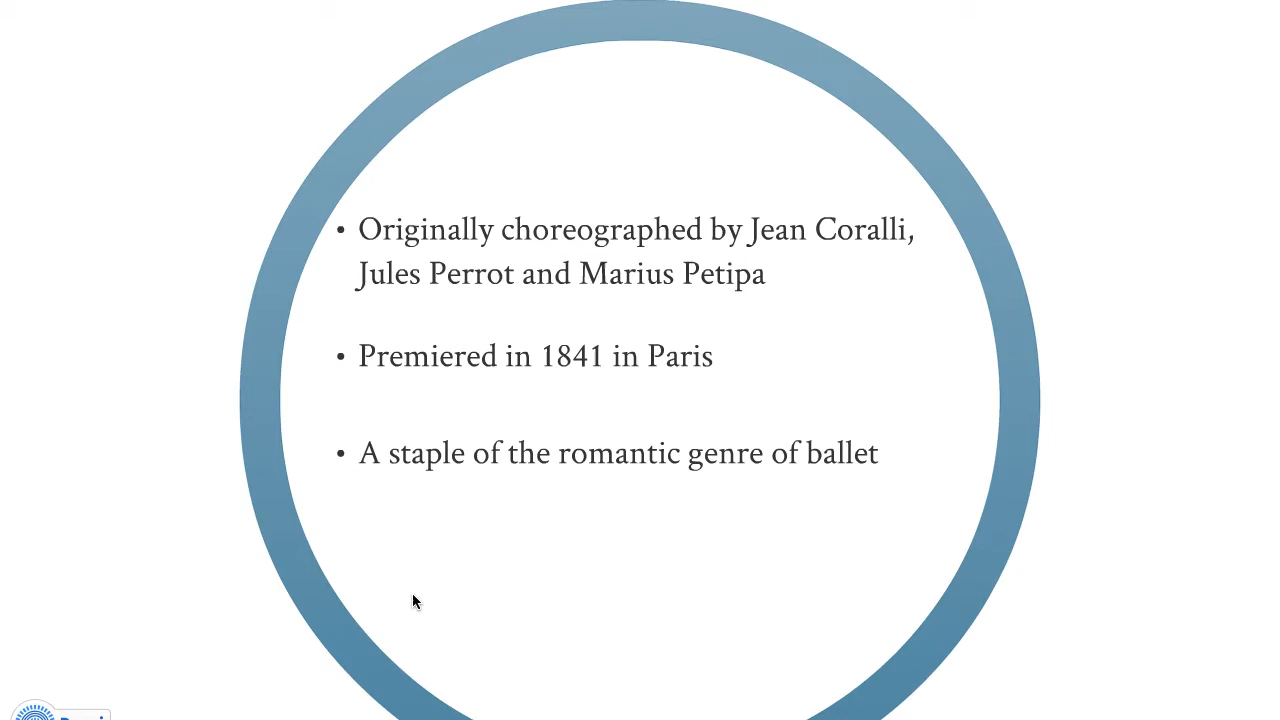 • Originally choreographed by Jean Coralli,
Jules Perrot and Marius Petipa
• Premiered in 1841 in Paris
• A staple of the romantic genre of ballet